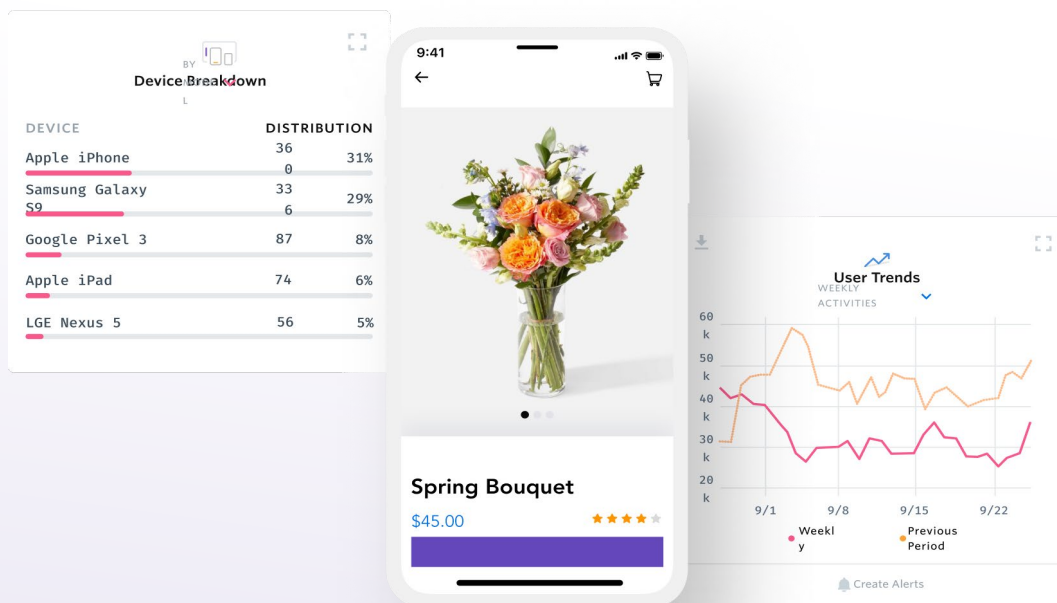 BY
Device Breakdown
L
DEVICE DISTRIBUTION
Apple iPhone 36 0 31%
Samsung Galaxy S9 33 6 29%
Google Pixel 3 87 8%
Apple iPad 74 6%
LGE Nexus 5 56 5%
9:41
Spring Bouquet
$45.00
User Trends
WEEKLY
ACTIVITIES
60
k
50
k
40
k
30
k
20
k
9/1 9/8 9/15 9/22
Weekl
y
Previous
Period
Create Alerts